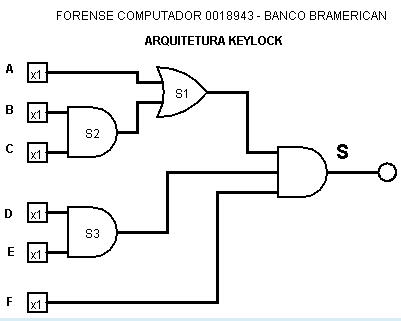 FORENSE COMPUTADOR 0018943 - BANCO BRAMERICAN
ARQUITETURA KEYLOCK
A x1
S1
B x1
S2
S
C x1
D x1
S3
E x1
F x1